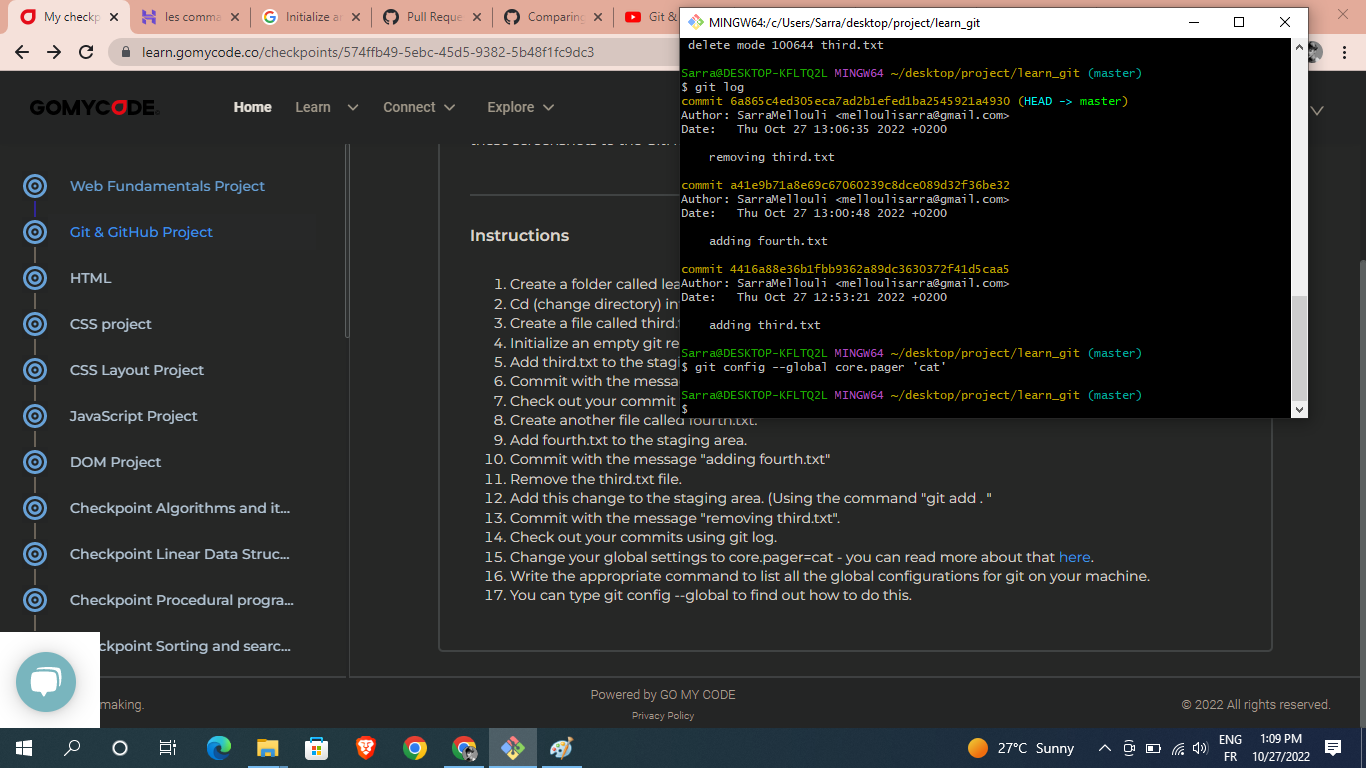 My checkp
les comma
Initialize an
Pull Reque
Comparing
Git &
MINGW64:/c/Users/Sarra/desktop/project/learn_git
learn.gomycode.co/checkpoints/574ffb49-5ebc-45d5-9382-5b48f1fc9dc3
GOMYCODE
Home
Learn
Connect
Explore
Web Fundamentals Project
Git & GitHub Project
HTML
CSS project
CSS Layout Project
JavaScript Project
DOM Project
Checkpoint Algorithms and it...
Checkpoint Linear Data Struc...
Checkpoint Procedural progra...
ckpoint Sorting and searc...
Instructions
1. Create a folder called lea
2. Cd (change directory) in
3. Create a file called third.
4. Initialize an empty git re
5. Add third.txt to the stag
6. Commit with the messa
7. Check out your commit
8. Create another file called fourth.txt.
9. Add fourth.txt to the staging area.
10. Commit with the message "adding fourth.txt"
11. Remove the third.txt file.
12. Add this change to the staging area. (Using the command "git add . "
13. Commit with the message "removing third.txt".
14. Check out your commits using git log.
15. Change your global settings to core.pager=cat - you can read more about that here.
16. Write the appropriate command to list all the global configurations for git on your machine.
17. You can type git config --global to find out how to do this.
delete mode 100644 third.txt
Sarra@DESKTOP-KFLTQ2L MINGW64 ~/desktop/project/learn_git (master)
$ git log
commit 6a865c4ed305eca7ad2b1efed1ba2545921a4930 (HEAD -> master)
Author: SarraMellouli <melloulisarra@gmail.com>
Date: Thu Oct 27 13:06:35 2022 +0200
removing third.txt
commit a41e9b71a8e69c67060239c8dce089d32f36be32
Author: SarraMellouli <melloulisarra@gmail.com>
Date: Thu Oct 27 13:00:48 2022 +0200
adding fourth.txt
commit 4416a88e36b1fbb9362a89dc3630372f41d5caa5
Author: SarraMellouli <melloulisarra@gmail.com>
Date: Thu Oct 27 12:53:21 2022 +0200
adding third.txt
Sarra@DESKTOP-KFLTQ2L MINGW64 ~/desktop/project/learn_git (master)
$ git config --global core.pager 'cat'
Sarra@DESKTOP-KFLTQ2L MINGW64 ~/desktop/project/learn_git (master)
$
making.
Powered by GO MY CODE
Privacy Policy
© 2022 All rights reserved.
27°C Sunny
ENG
FR
1:09 PM
10/27/2022